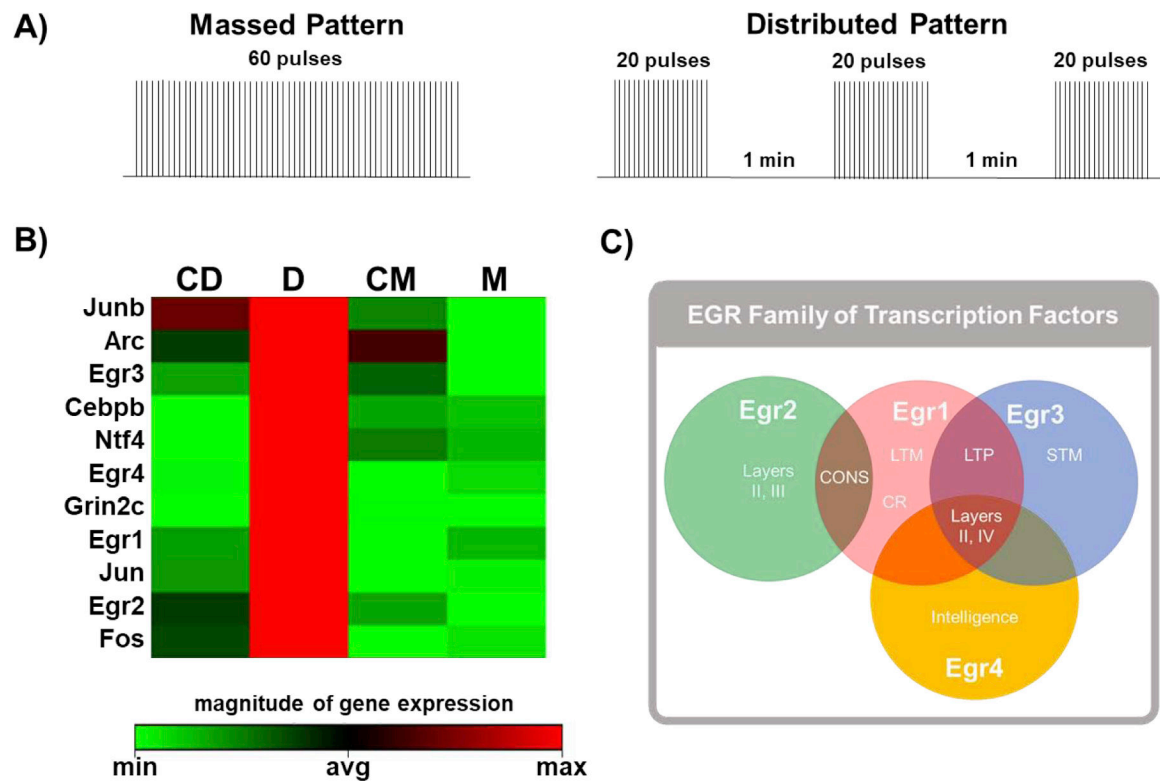 A)
Massed Pattern
60 pulses
Distributed Pattern
20 pulses
20 pulses
20 pulses
1 min
1 min
B)
CD D CM M
Junb
Arc
Egr3
Cebpb
Ntf4
Egr4
Grin2c
Egr1
Jun
Egr2
Fos
magnitude of gene expression
min avg max
C)
EGR Family of Transcription Factors
Egr2
Egr1
Egr3
LTM
LTP
STM
Layers
II, III
CONS
CR
Layers
II, IV
Intelligence
Egr4